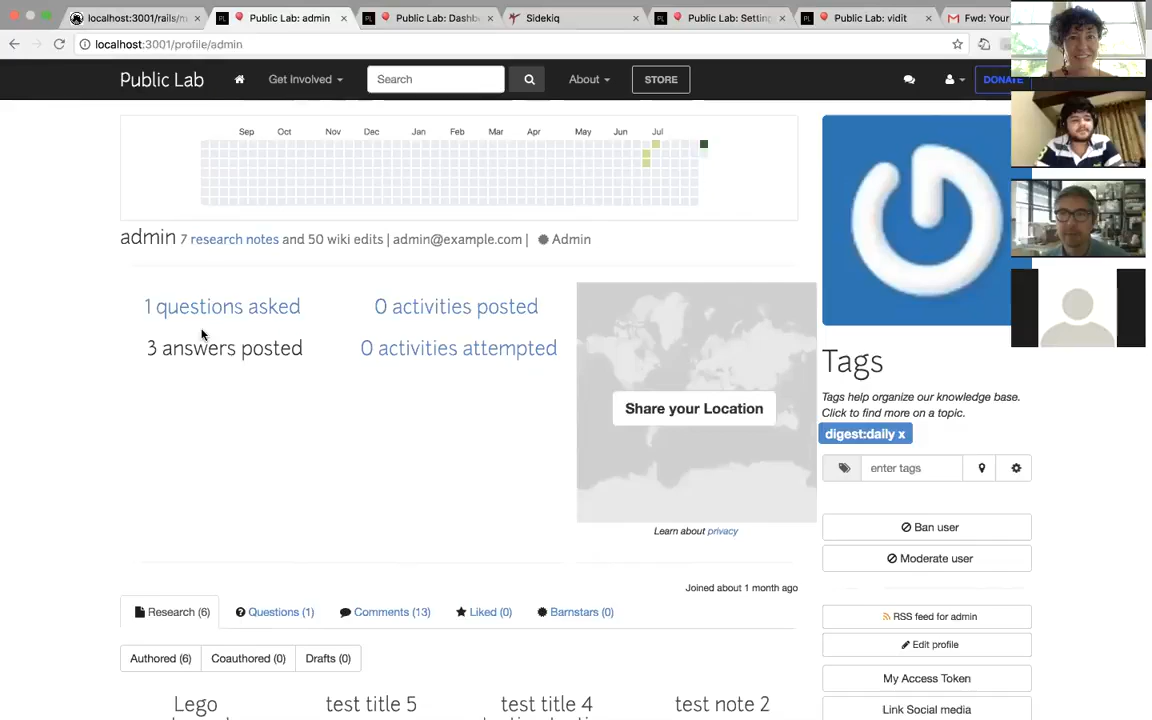 localhost:3001/rails/m
Public Lab: admin
Public Lab: Dashb
Sidekiq
Public Lab: Setting
Public Lab: vidit
Fwd: Your
localhost:3001/profile/admin
Public Lab
Get Involved
Search
About
STORE
DONATE
Sep Oct Nov Dec Jan Feb Mar Apr May Jun Jul
admin 7 research notes and 50 wiki edits | admin@example.com | Admin
1 questions asked
0 activities posted
3 answers posted
0 activities attempted
Share your Location
Learn about privacy
Tags
Tags help organize our knowledge base.
Click to find more on a topic.
digest:daily x
enter tags
Ban user
Moderate user
Joined about 1 month ago
RSS feed for admin
Edit profile
My Access Token
Link Social media
Research (6)
Questions (1)
Comments (13)
Liked (0)
Barnstars (0)
Authored (6)
Coauthored (0)
Drafts (0)
Lego
test title 5
test title 4
test note 2